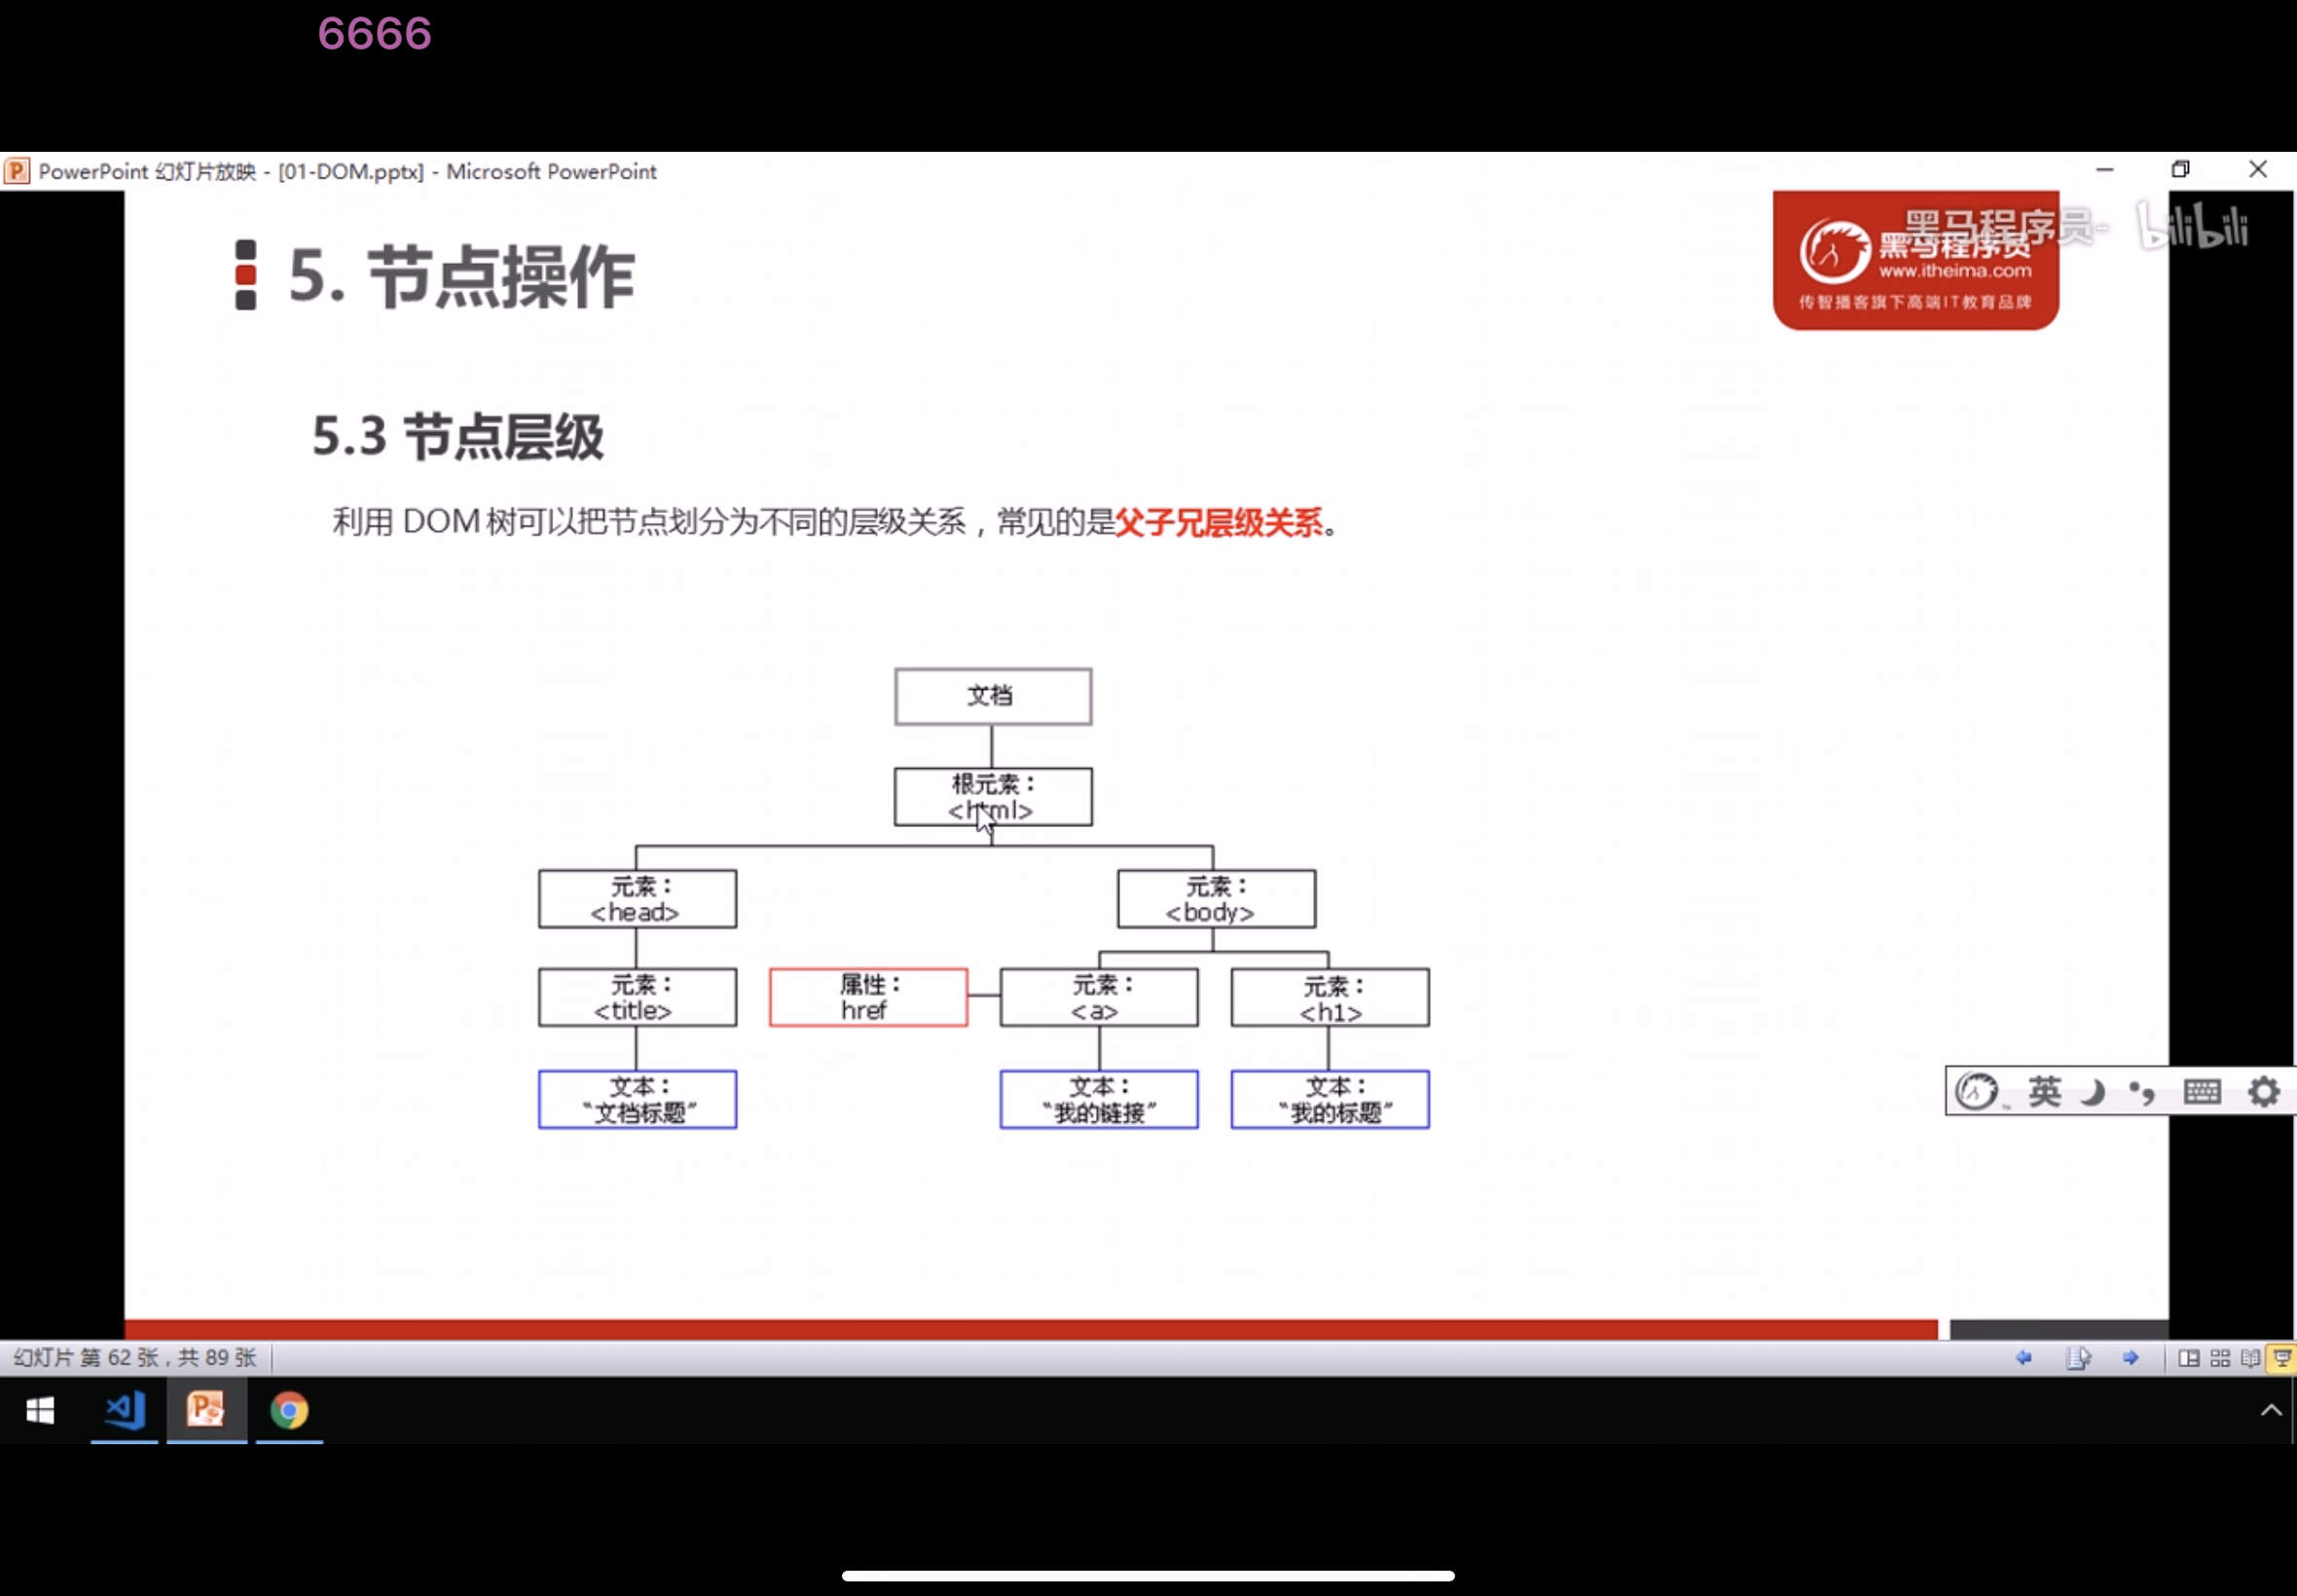 6666
PowerPoint 幻灯片放映 - [01-DOM.pptx] - Microsoft PowerPoint
5. 节点操作
黑马程序员- bilibili
黑马程序员
www.itheima.com
传智播客旗下高端IT教育品牌
5.3 节点层级
利用 DOM 树可以把节点划分为不同的层级关系，常见的是父子兄层级关系。
文档
根元素：
<html>
元素：
<head>
元素：
<body>
元素：
<title>
属性：
href
元素：
<a>
元素：
<h1>
文本：
“文档标题”
文本：
“我的链接”
文本：
“我的标题”
英
幻灯片 第 62 张，共 89 张